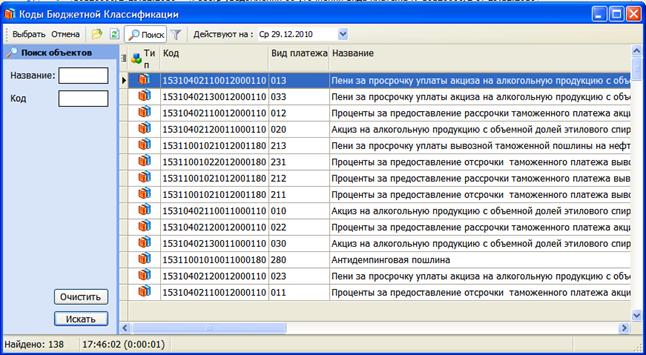 Коды Бюджетной Классификации
Выбрать Отмена Поиск Действуют на : Ср 29.12.2010
Поиск объектов
Название:
Код
Очистить
Искать
Тип Код Вид платежа Название
15310402110012000110 013 Пени за просрочку уплаты акциза на алкогольную продукцию с объе
15310402130012000110 033 Пени за просрочку уплаты акциза на алкогольную продукцию с объе
15310402110012000110 012 Проценты за предоставление рассрочки таможенного платежа акци
15310402120011000110 020 Акциз на алкогольную продукцию с объемной долей этилового спир
15311001021012001180 213 Пени за просрочку уплаты вывозной таможенной пошлины на нефт
15311001022012000180 231 Проценты за предоставление отсрочки таможенного платежа выво
15311001021012001180 212 Проценты за предоставление рассрочки таможенного платежа выво
15311001021012001180 211 Проценты за предоставление отсрочки таможенного платежа выво
15310402110011000110 010 Акциз на алкогольную продукцию с объемной долей этилового спир
15310402120012000110 022 Проценты за предоставление рассрочки таможенного платежа акци
15310402130011000110 030 Акциз на алкогольную продукцию с объемной долей этилового спир
15311001010011000180 280 Антидемпинговая пошлина
15310402120012000110 023 Пени за просрочку уплаты акциза на алкогольную продукцию с объе
15310402110012000110 011 Проценты за предоставление отсрочки таможенного платежа акци
Найдено: 138 17:46:02 (0:00:01)